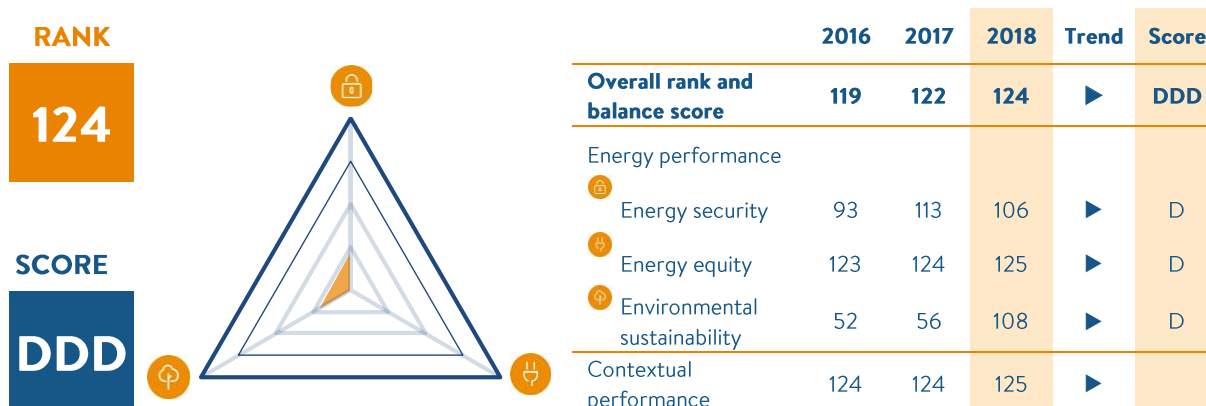 RANK
124
SCORE
DDD
2016 2017 2018 Trend Score
Overall rank and
balance score 119 122 124 DDD
Energy performance
Energy security 93 113 106 D
Energy equity 123 124 125 D
Environmental
sustainability 52 56 108 D
Contextual
performance 124 124 125